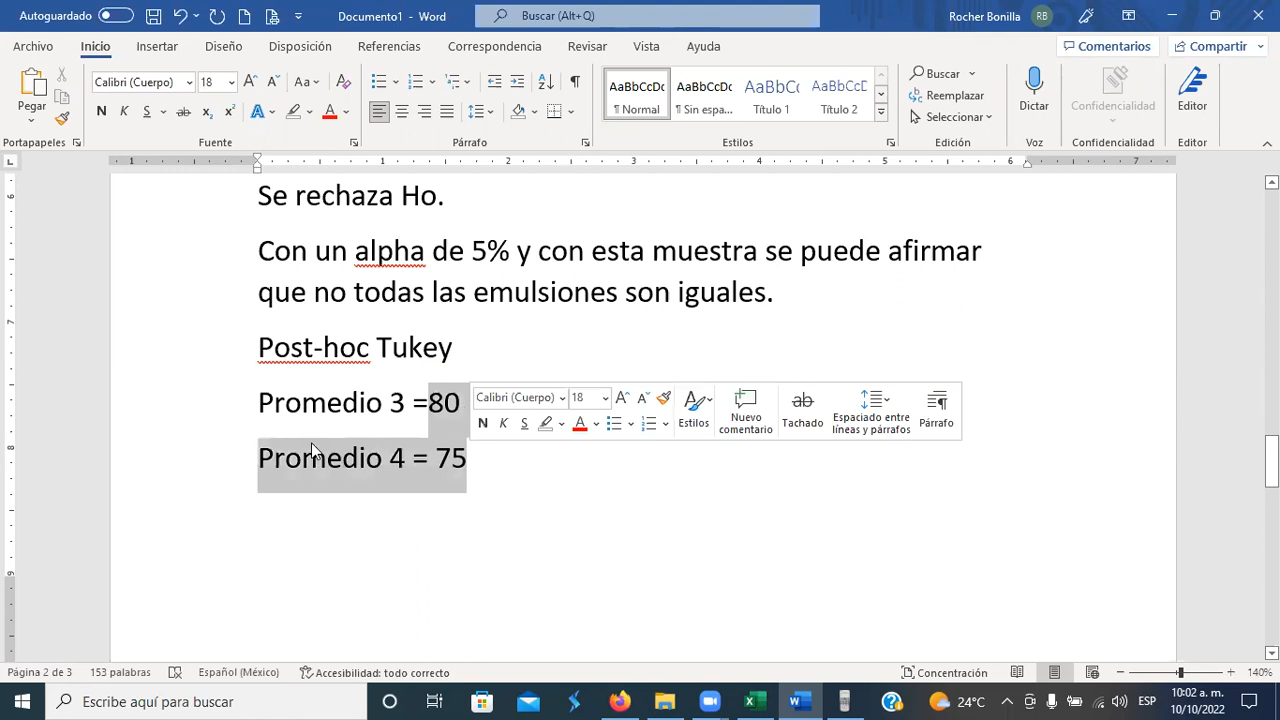 Autoguardado
Documento1 - Word
Buscar (Alt+Q)
Rocher Bonilla
RB
Archivo
Inicio
Insertar
Diseño
Disposición
Referencias
Correspondencia
Revisar
Vista
Ayuda
Comentarios
Compartir
Pegar
Calibri (Cuerpo)
18
Buscar
Reemplazar
Seleccionar
AaBbCcDc
AaBbCcDc
AaBbCc
AaBbCcD
¶ Normal
¶ Sin espa...
Título 1
Título 2
Dictar
Confidencialidad
Editor
Portapapeles
Fuente
Párrafo
Estilos
Edición
Voz
Confidencialidad
Editor
Se rechaza Ho.
Con un alpha de 5% y con esta muestra se puede afirmar
que no todas las emulsiones son iguales.
Post-hoc Tukey
Promedio 3 =80
Promedio 4 = 75
Calibri (Cuerpo)
18
N K S
Estilos
Nuevo
comentario
Tachado
Espaciado entre
líneas y párrafos
Párrafo
Página 2 de 3
153 palabras
Español (México)
Accesibilidad: todo correcto
Concentración
140%
Escribe aquí para buscar
24°C
ESP
10:02 a. m.
10/10/2022